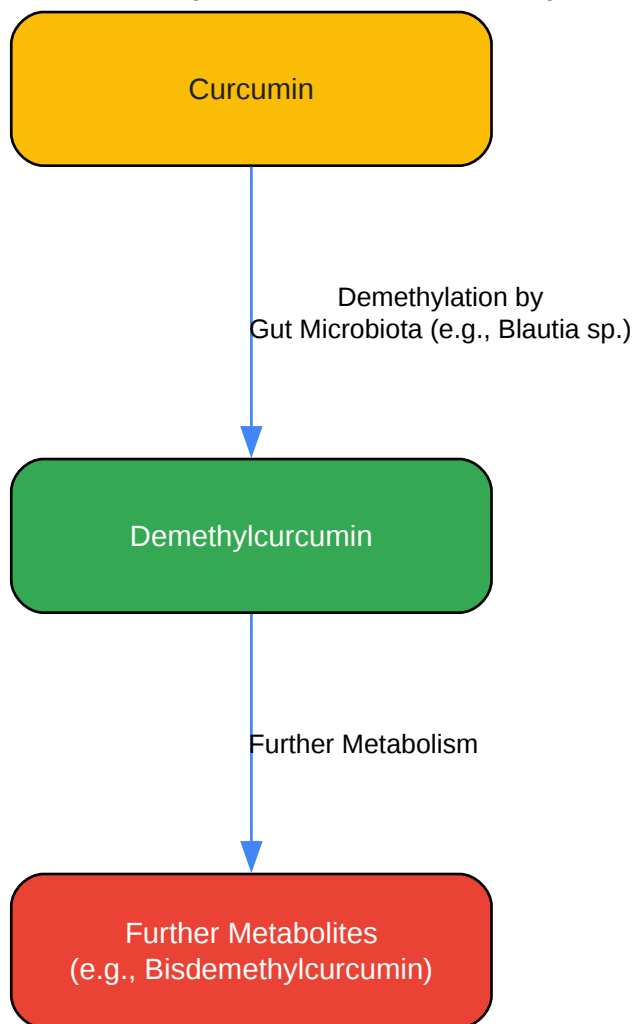 Curcumin
Demethylation by
Gut Microbiota (e.g., Blautia sp.)
Demethylcurcumin
Further Metabolism
Further Metabolites
(e.g., Bisdemethylcurcumin)